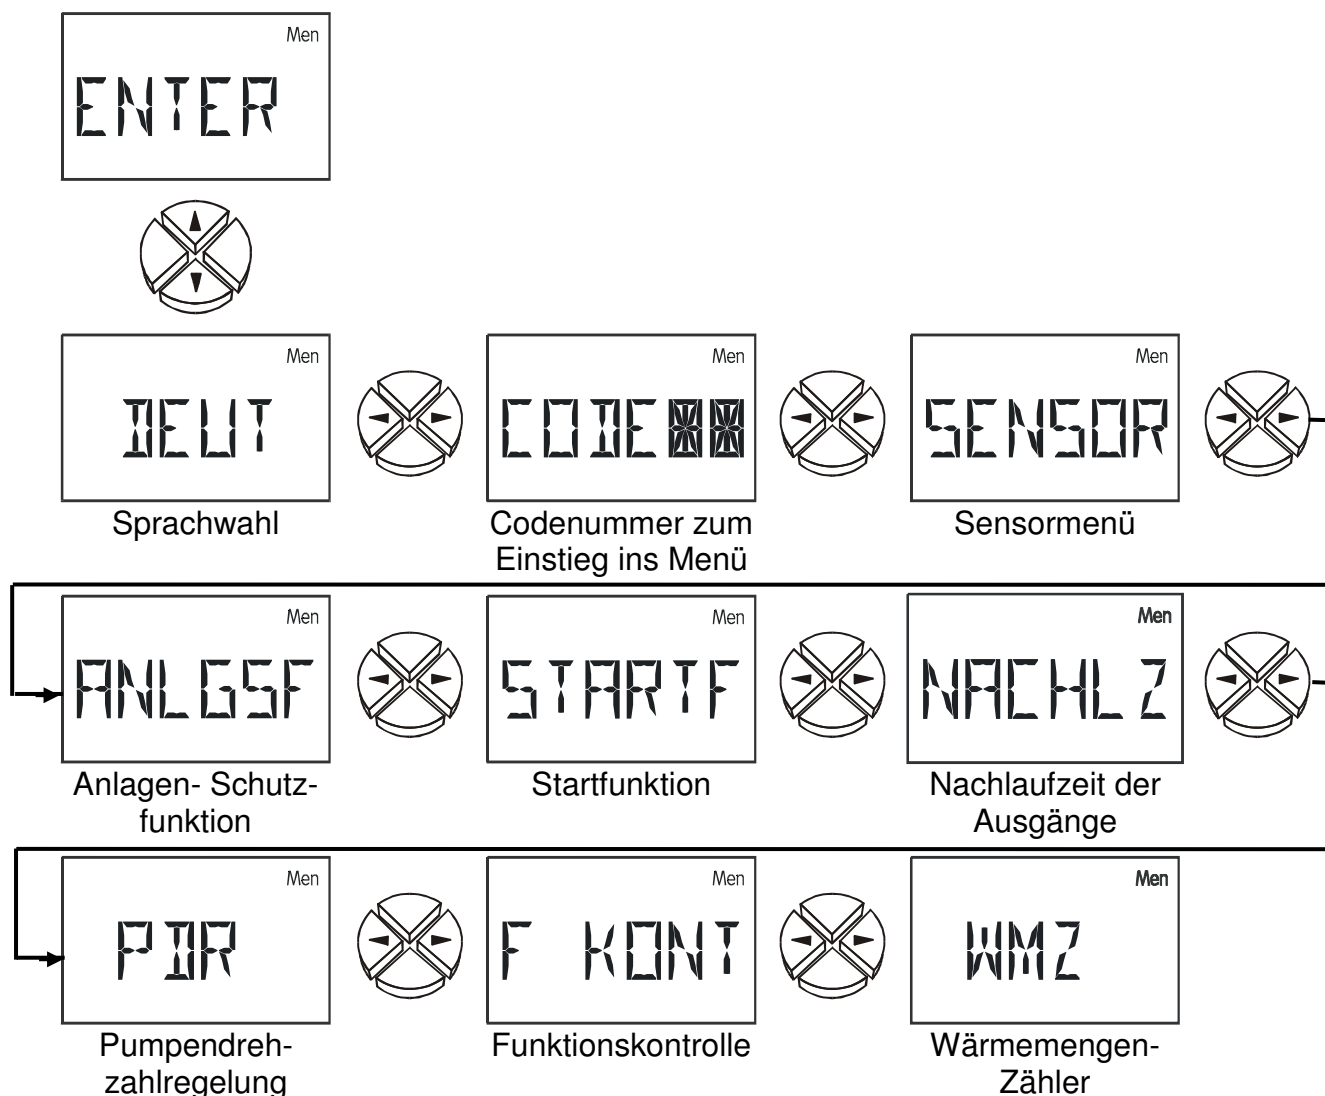 Men
ENTER
Men
DEUT
Men
CODE
Men
SENSOR
Sprachwahl
Codenummer zum
Einstieg ins Menü
Sensormenü
Men
ANLGSF
Men
STARTF
Men
NACHLZ
Anlagen- Schutz-
funktion
Startfunktion
Nachlaufzeit der
Ausgänge
Men
PDR
Men
F KONT
Men
WMZ
Pumpendreh-
zahlregelung
Funktionskontrolle
Wärmemengen-
Zähler